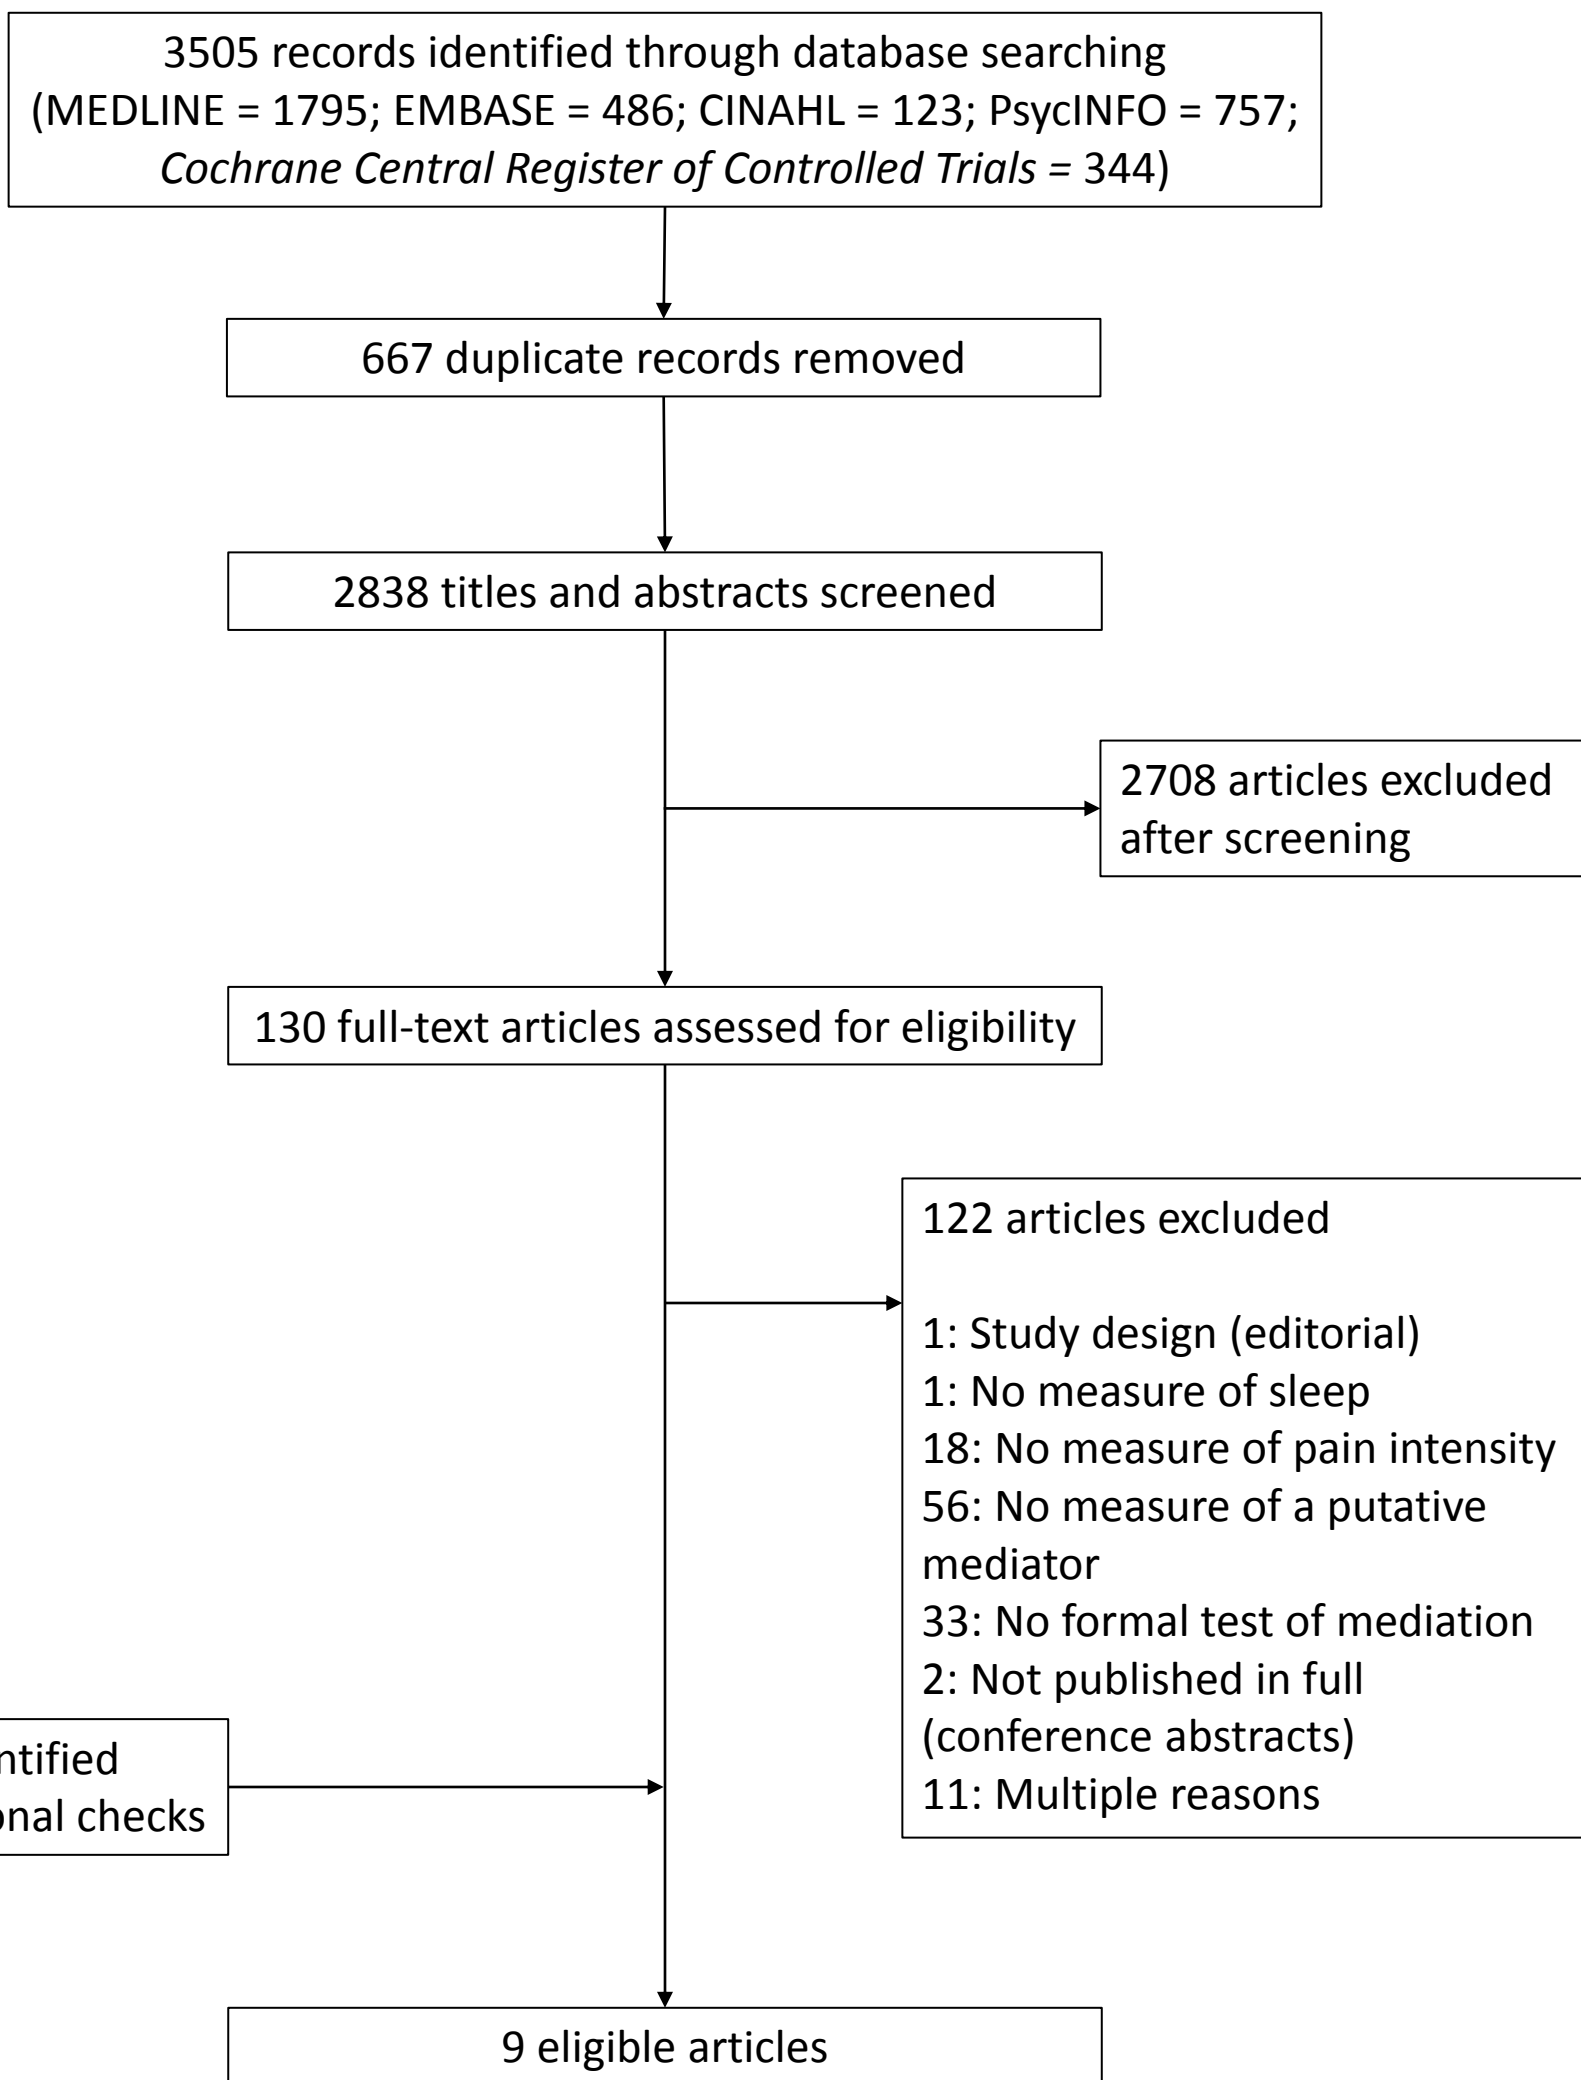 3505 records identified through database searching
(MEDLINE = 1795; EMBASE = 486; CINAHL = 123; PsycINFO = 757;
Cochrane Central Register of Controlled Trials = 344)
667 duplicate records removed
2838 titles and abstracts screened
2708 articles excluded
after screening
130 full-text articles assessed for eligibility
122 articles excluded
1: Study design (editorial)
1: No measure of sleep
18: No measure of pain intensity
56: No measure of a putative
mediator
33: No formal test of mediation
2: Not published in full
(conference abstracts)
11: Multiple reasons
checks
9 eligible articles